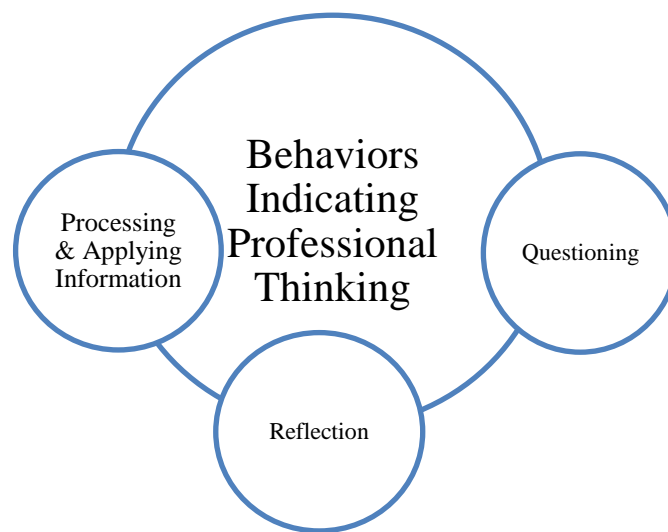 Behaviors
Indicating
Professional
Thinking
Processing
& Applying
Information
Questioning
Reflection